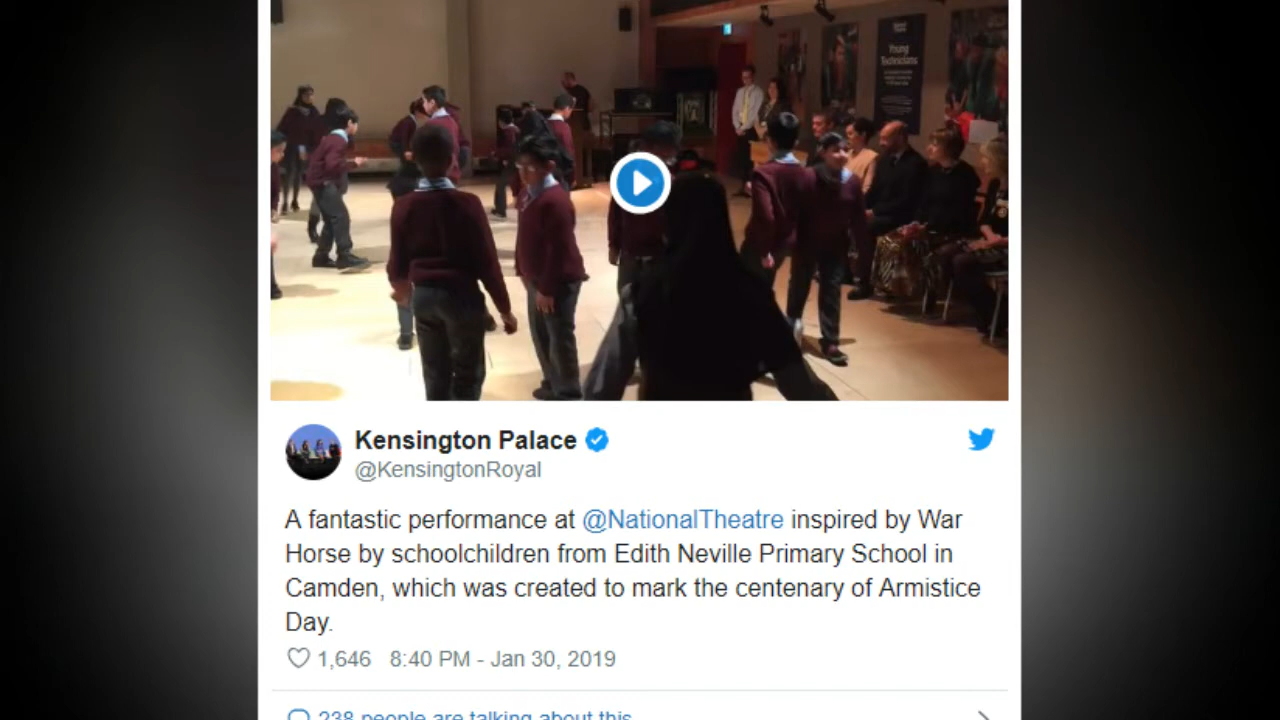 Young
Technicians
Kensington Palace
@KensingtonRoyal
A fantastic performance at @NationalTheatre inspired by War
Horse by schoolchildren from Edith Neville Primary School in
Camden, which was created to mark the centenary of Armistice
Day.
1,646 8:40 PM - Jan 30, 2019
238 people are talking about this